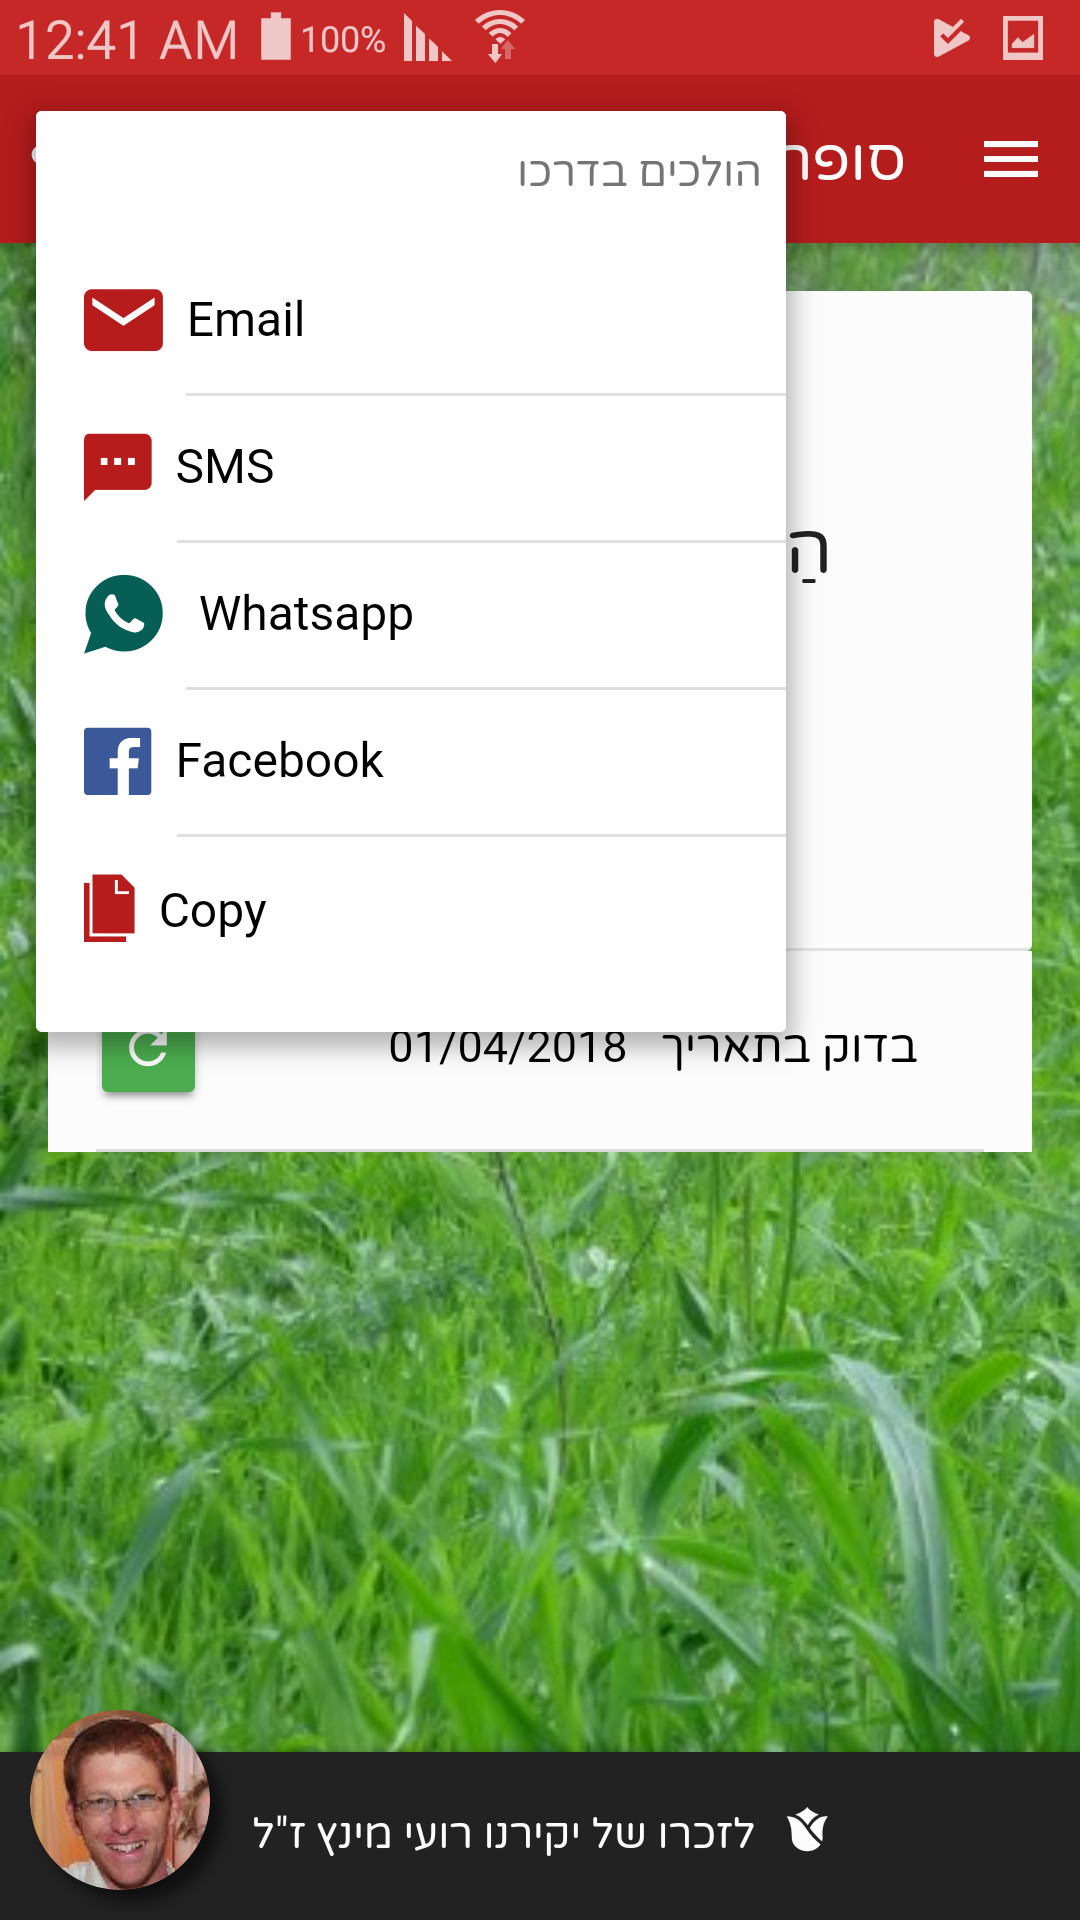 12:41 AM 100%
סופר
הולכים בדרכו
Email
SMS
Whatsapp
Facebook
Copy
הַ
בדוק בתאריך 01/04/2018
לזכרו של יקירנו רועי מינץ ז"ל